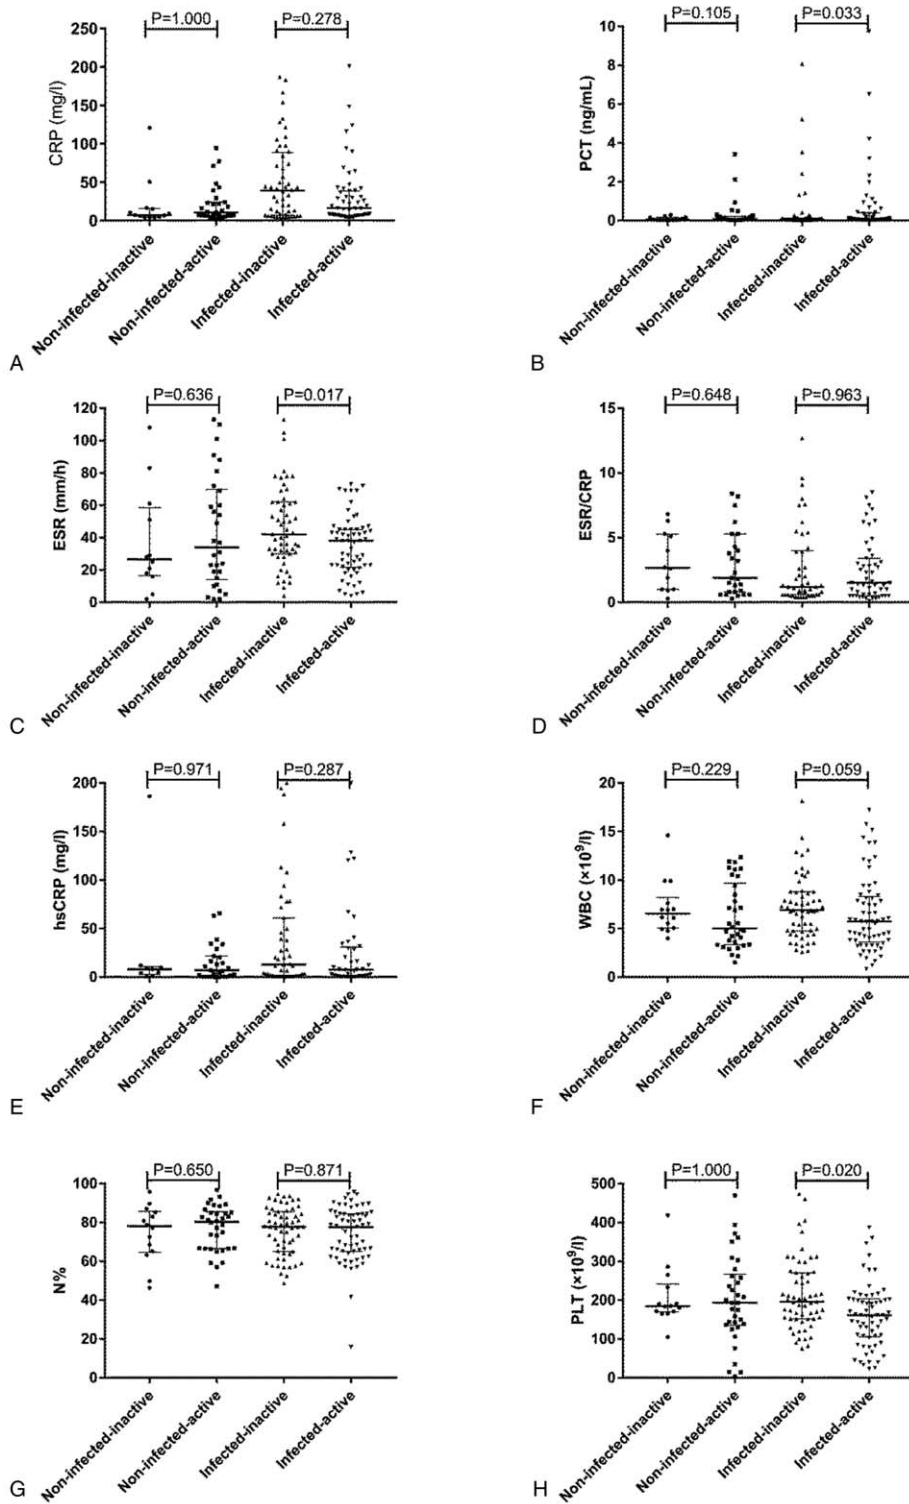 P=1.000 P=0.278
CRP (mg/l)
250
200
150
100
50
0
Non-infected-inactive
Non-infected-active
Infected-inactive
Infected-active
A
P=0.105 P=0.033
PCT (ng/mL)
10
8
6
4
2
0
Non-infected-inactive
Non-infected-active
Infected-inactive
Infected-active
B
P=0.636 P=0.017
ESR (mm/h)
120
100
80
60
40
20
0
Non-infected-inactive
Non-infected-active
Infected-inactive
Infected-active
C
P=0.648 P=0.963
ESR/CRP
15
10
5
0
Non-infected-inactive
Non-infected-active
Infected-inactive
Infected-active
D
P=0.971 P=0.287
hsCRP (mg/l)
200
150
100
50
0
Non-infected-inactive
Non-infected-active
Infected-inactive
Infected-active
E
P=0.229 P=0.059
WBC (×10⁹/l)
20
15
10
5
0
Non-infected-inactive
Non-infected-active
Infected-inactive
Infected-active
F
P=0.650 P=0.871
N%
100
80
60
40
20
0
Non-infected-inactive
Non-infected-active
Infected-inactive
Infected-active
G
P=1.000 P=0.020
PLT (×10⁹/l)
500
400
300
200
100
0
Non-infected-inactive
Non-infected-active
Infected-inactive
Infected-active
H